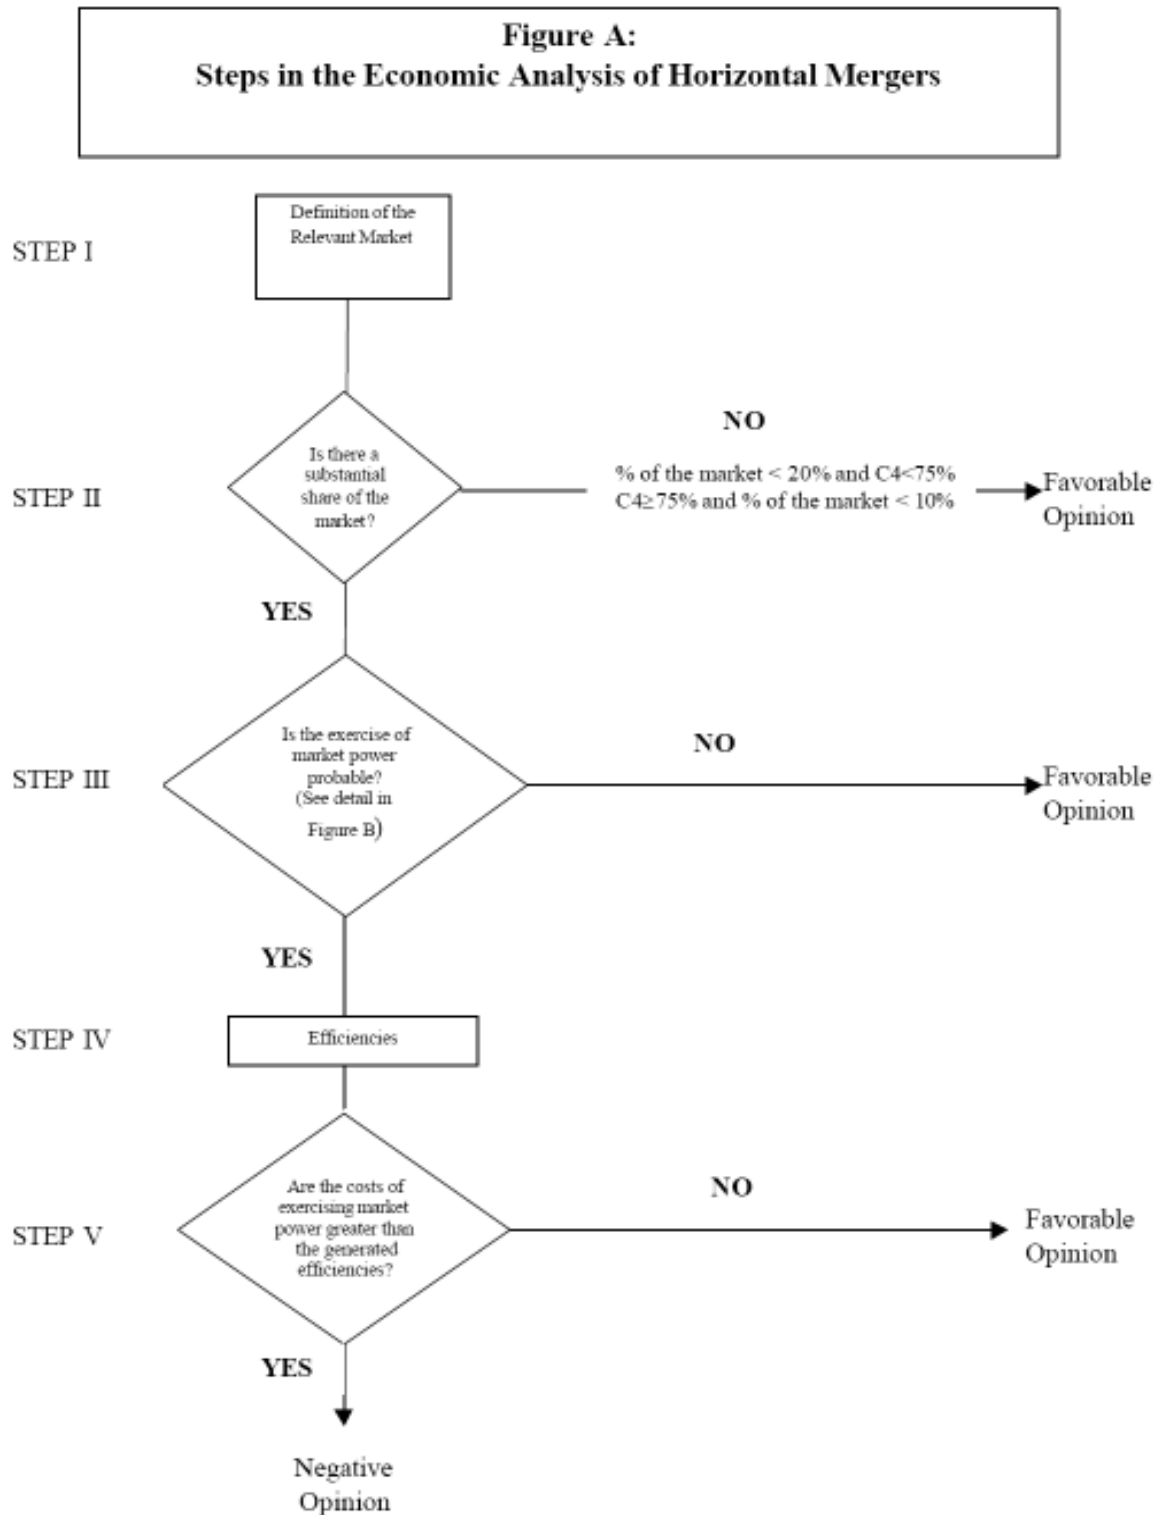 Figure A:
Steps in the Economic Analysis of Horizontal Mergers
Definition of the
Relevant Market
STEP I
NO
Is there a
substantial
share of the
market?
STEP II
% of the market < 20% and C4<75%
C4≥75% and % of the market < 10%
Favorable
Opinion
YES
Is the exercise of
market power
probable?
(See detail in
Figure B)
STEP III
NO
Favorable
Opinion
YES
STEP IV
Efficiencies
Are the costs of
exercising market
power greater than
the generated
efficiencies?
STEP V
NO
Favorable
Opinion
YES
Negative
Opinion